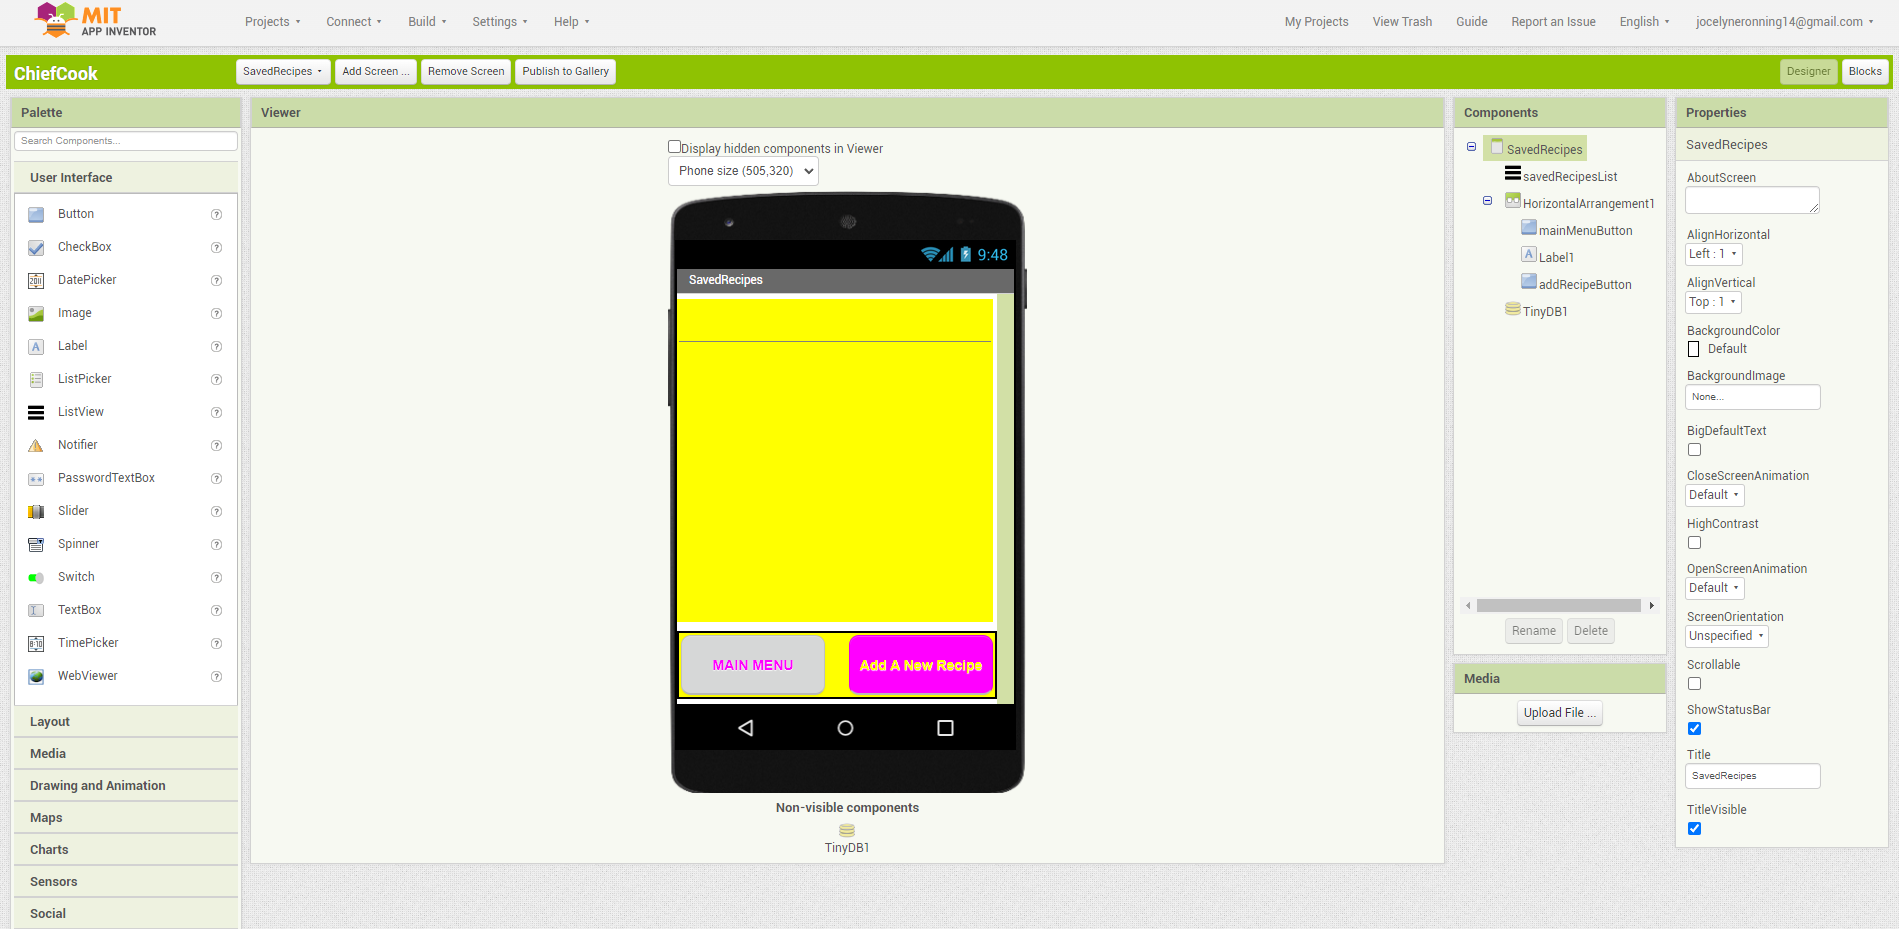 MIT
APP INVENTOR
Projects
Connect
Build
Settings
Help
My Projects
View Trash
Guide
Report an Issue
English
jocelyneronning14@gmail.com
ChiefCook
SavedRecipes
Add Screen ...
Remove Screen
Publish to Gallery
Designer
Blocks
Palette
Search Components...
User Interface
Button
?
CheckBox
?
DatePicker
?
Image
?
Label
?
ListPicker
?
ListView
?
Notifier
?
PasswordTextBox
?
Slider
?
Spinner
?
Switch
?
TextBox
?
TimePicker
?
WebViewer
?
Layout
Media
Drawing and Animation
Maps
Charts
Sensors
Social
Viewer
Display hidden components in Viewer
Phone size (505,320)
9:48
SavedRecipes
MAIN MENU
Add A New Recipe
Non-visible components
TinyDB1
Components
SavedRecipes
savedRecipesList
HorizontalArrangement1
mainMenuButton
A Label1
addRecipeButton
TinyDB1
Rename
Delete
Media
Upload File ...
Properties
SavedRecipes
AboutScreen
AlignHorizontal
Left : 1
AlignVertical
Top : 1
BackgroundColor
Default
BackgroundImage
None...
BigDefaultText
CloseScreenAnimation
Default
HighContrast
OpenScreenAnimation
Default
ScreenOrientation
Unspecified
Scrollable
ShowStatusBar
Title
SavedRecipes
TitleVisible